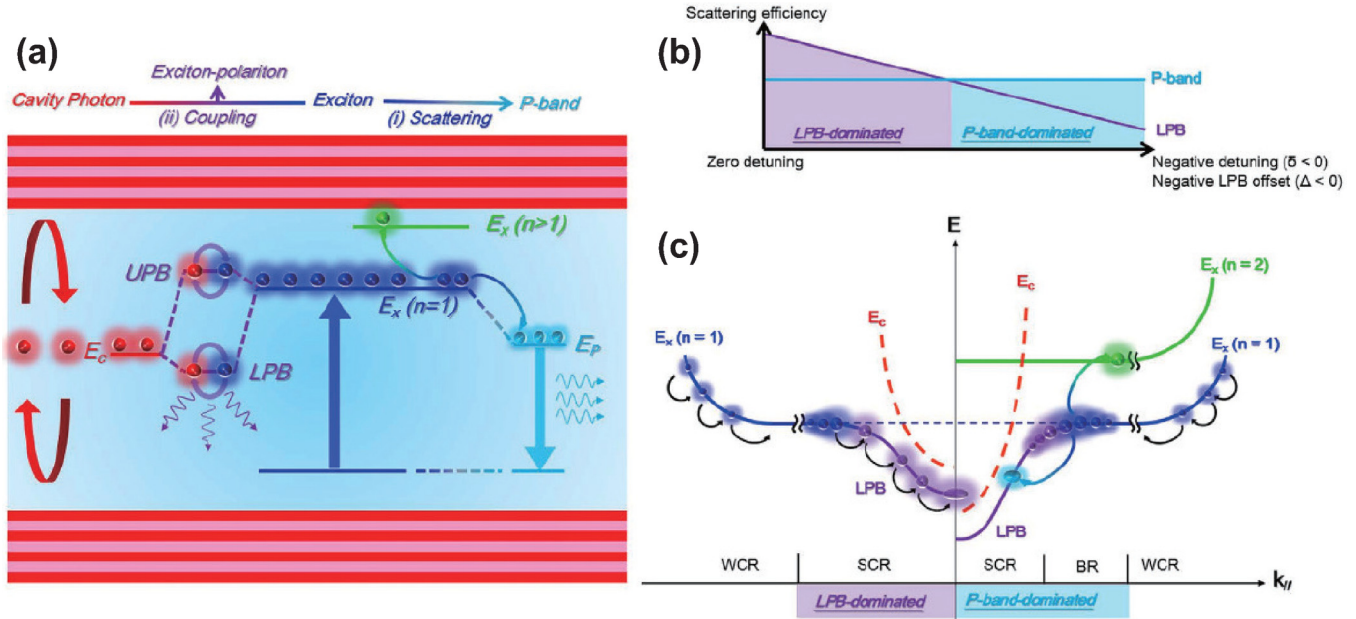 (a)
Exciton-polariton
Cavity Photon
Exciton
P-band
(ii) Coupling
(i) Scattering
E_x (n>1)
UPB
E_x (n=1)
E_c
E_P
LPB
(b)
Scattering efficiency
P-band
LPB-dominated
P-band-dominated
LPB
Zero detuning
Negative detuning (δ < 0)
Negative LPB offset (Δ < 0)
(c)
E
E_x (n = 2)
E_c
E_c
E_x (n = 1)
E_x (n = 1)
LPB
LPB
WCR
SCR
SCR
BR
WCR
k_//
LPB-dominated
P-band-dominated